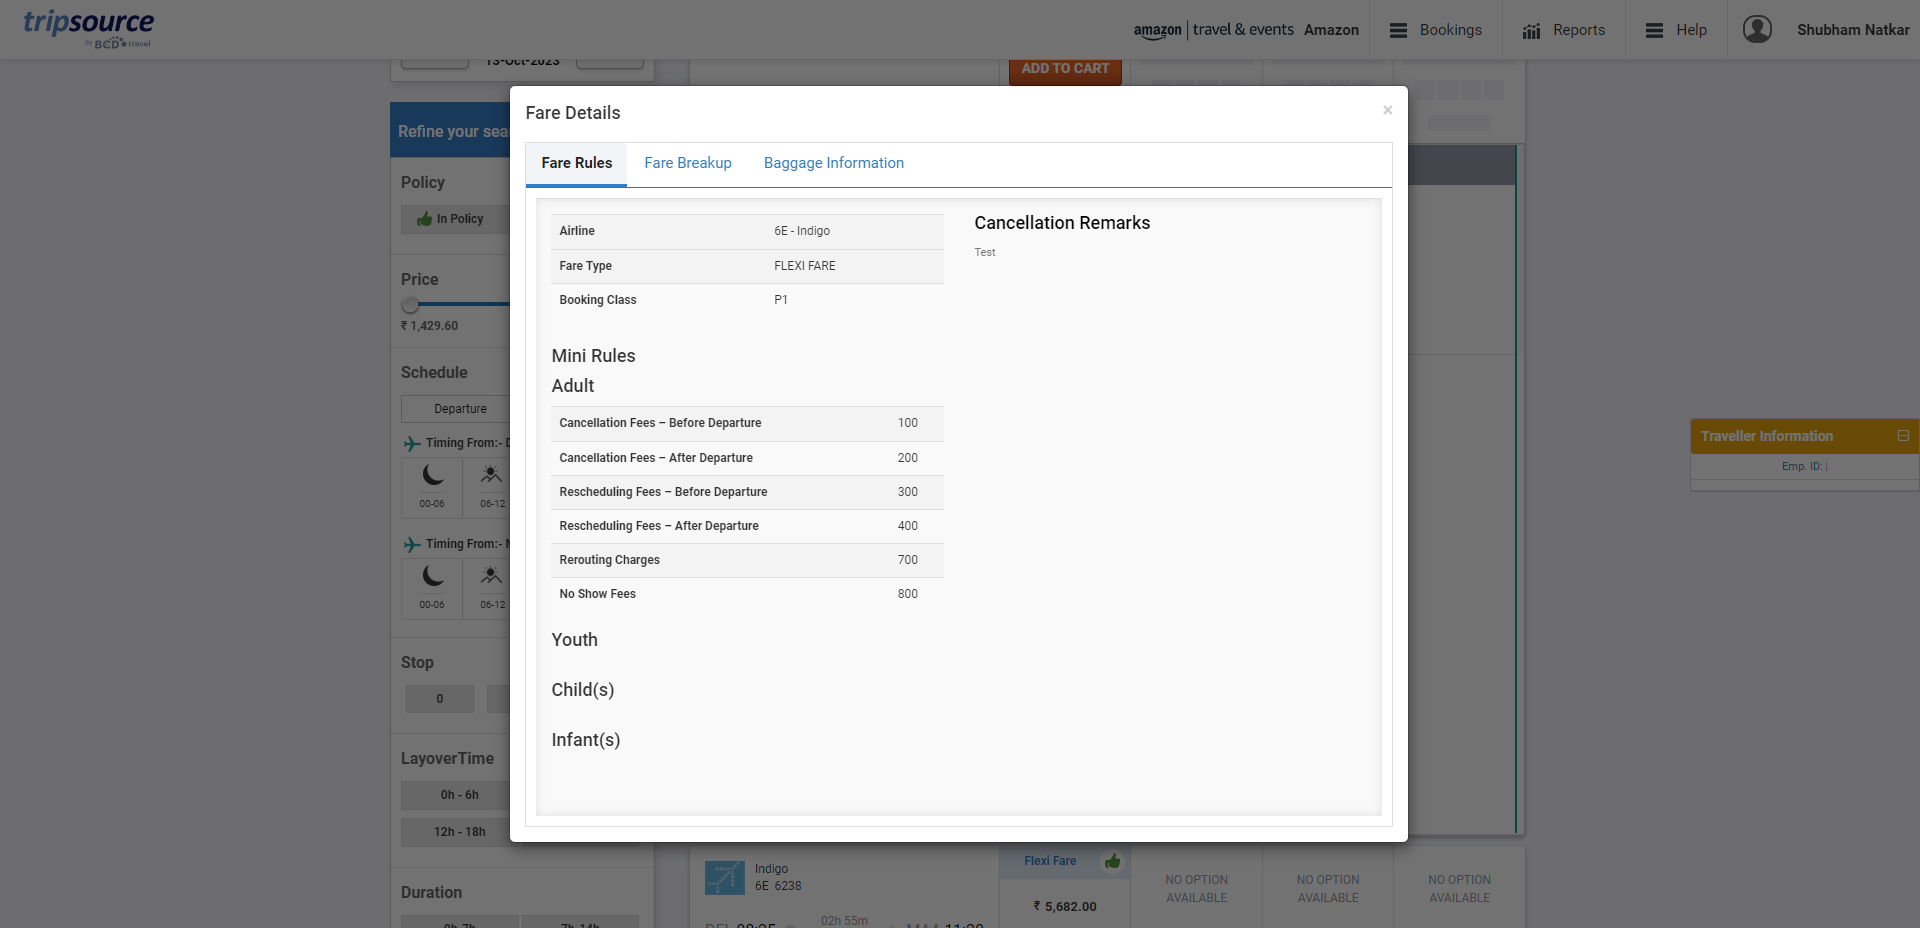 tripsource
by BCD travel
amazon travel & events Amazon
Bookings
Reports
Help
Shubham Natkar
13-Oct-2023
ADD TO CART
Refine your sea
Policy
In Policy
Price
₹ 1,429.60
Schedule
Departure
Timing From:- D
00-06
06-12
Timing From:-
00-06
06-12
Stop
0
LayoverTime
0h - 6h
12h - 18h
Duration
0h-7h
7h-14h
Fare Details
×
Fare Rules
Fare Breakup
Baggage Information
Airline 6E - Indigo
Fare Type FLEXI FARE
Booking Class P1
Mini Rules
Adult
Cancellation Fees – Before Departure 100
Cancellation Fees – After Departure 200
Rescheduling Fees – Before Departure 300
Rescheduling Fees – After Departure 400
Rerouting Charges 700
No Show Fees 800
Youth
Child(s)
Infant(s)
Cancellation Remarks
Test
Traveller Information
Emp. ID: |
Indigo
6E 6238
02h 55m
Flexi Fare
₹ 5,682.00
NO OPTION
AVAILABLE
NO OPTION
AVAILABLE
NO OPTION
AVAILABLE